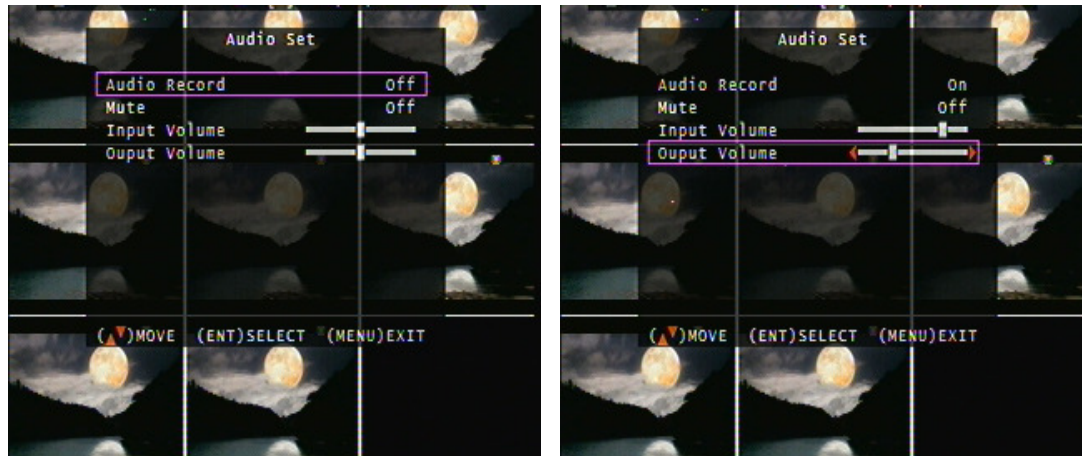 Audio Set
Audio Record Off
Mute Off
Input Volume
Ouput Volume
(▲▼)MOVE (ENT)SELECT (MENU)EXIT
Audio Set
Audio Record On
Mute Off
Input Volume
Ouput Volume
(▲▼)MOVE (ENT)SELECT (MENU)EXIT